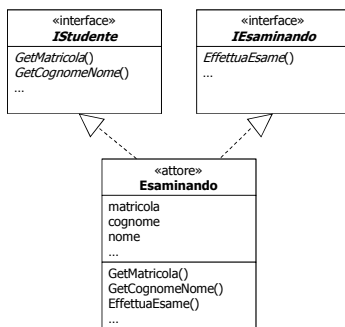 «interface»
IStudente
GetMatricola()
GetCognomeNome()
...
«interface»
IEsaminando
EffettuaEsame()
...
«attore»
Esaminando
matricola
cognome
nome
...
GetMatricola()
GetCognomeNome()
EffettuaEsame()
...